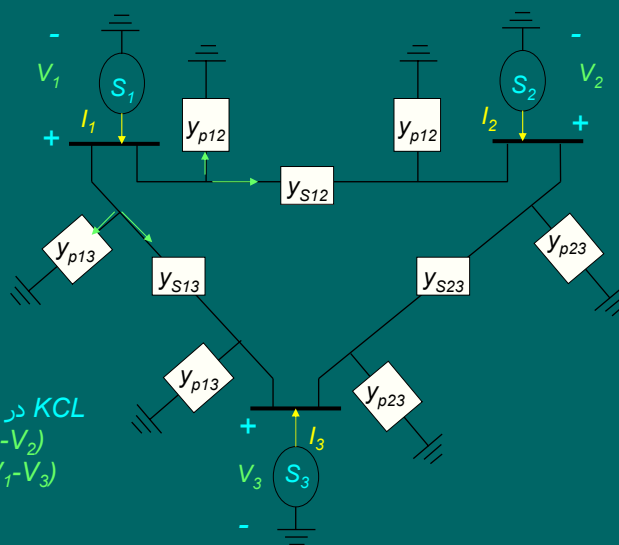 -
-
V1
S1
S2
V2
+
I1
yp12
yp12
I2
+
yS12
yp13
yp23
yS13
yS23
yp13
yp23
KCL در
+
I3
-V2)
V1-V3)
V3
S3
-